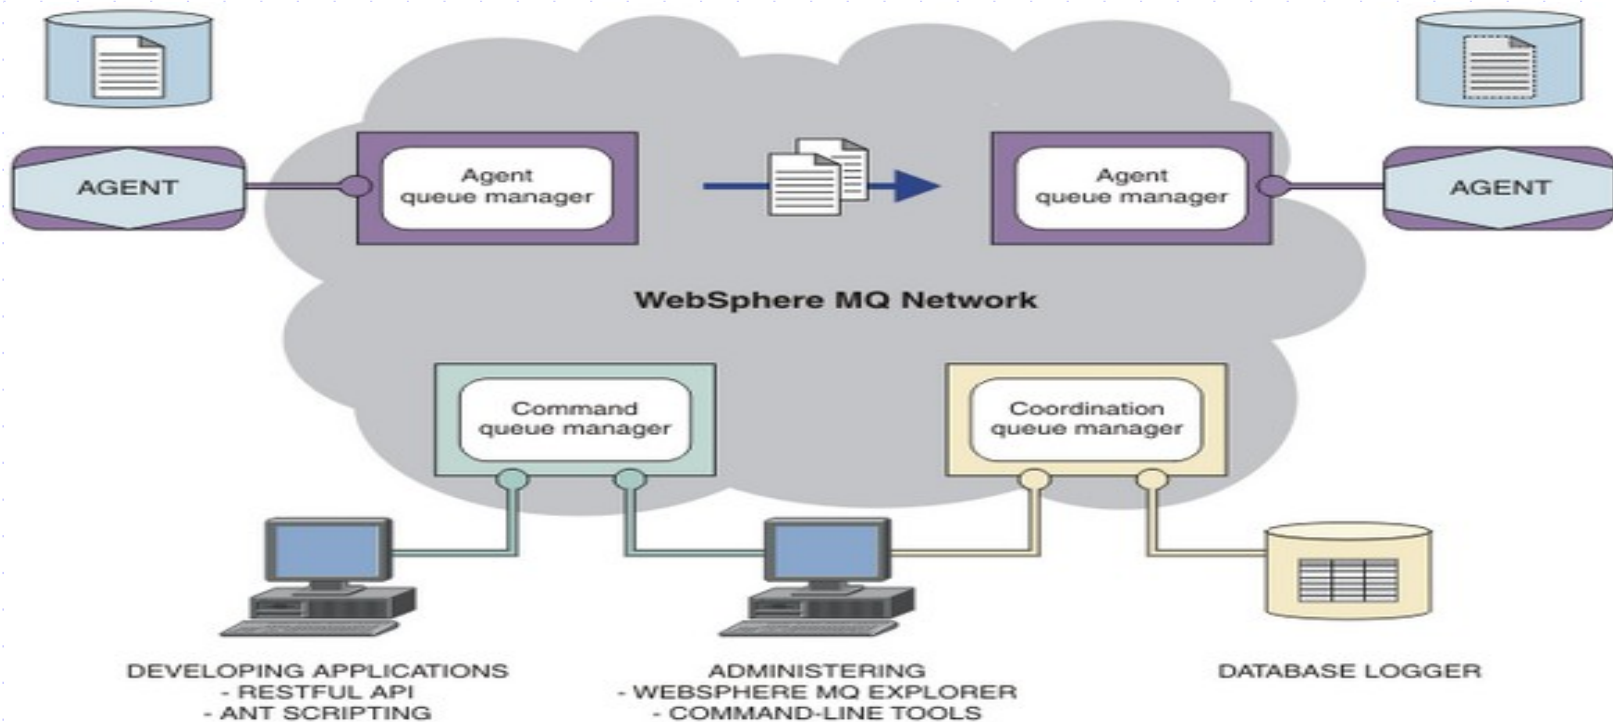 AGENT
Agent
queue manager
Agent
queue manager
AGENT
WebSphere MQ Network
Command
queue manager
Coordination
queue manager
DEVELOPING APPLICATIONS
- RESTFUL API
- ANT SCRIPTING
ADMINISTERING
- WEBSPHERE MQ EXPLORER
- COMMAND-LINE TOOLS
DATABASE LOGGER